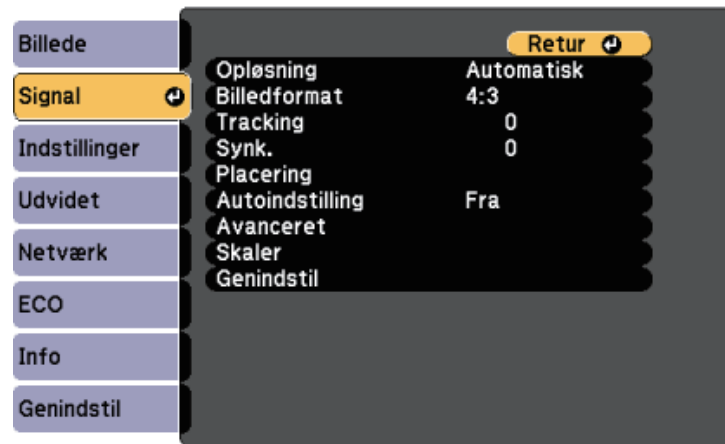 Billede
Signal
Indstillinger
Udvidet
Netværk
ECO
Info
Genindstil
Retur
Opløsning Automatisk
Billedformat 4:3
Tracking 0
Synk. 0
Placering
Autoindstilling Fra
Avanceret
Skaler
Genindstil